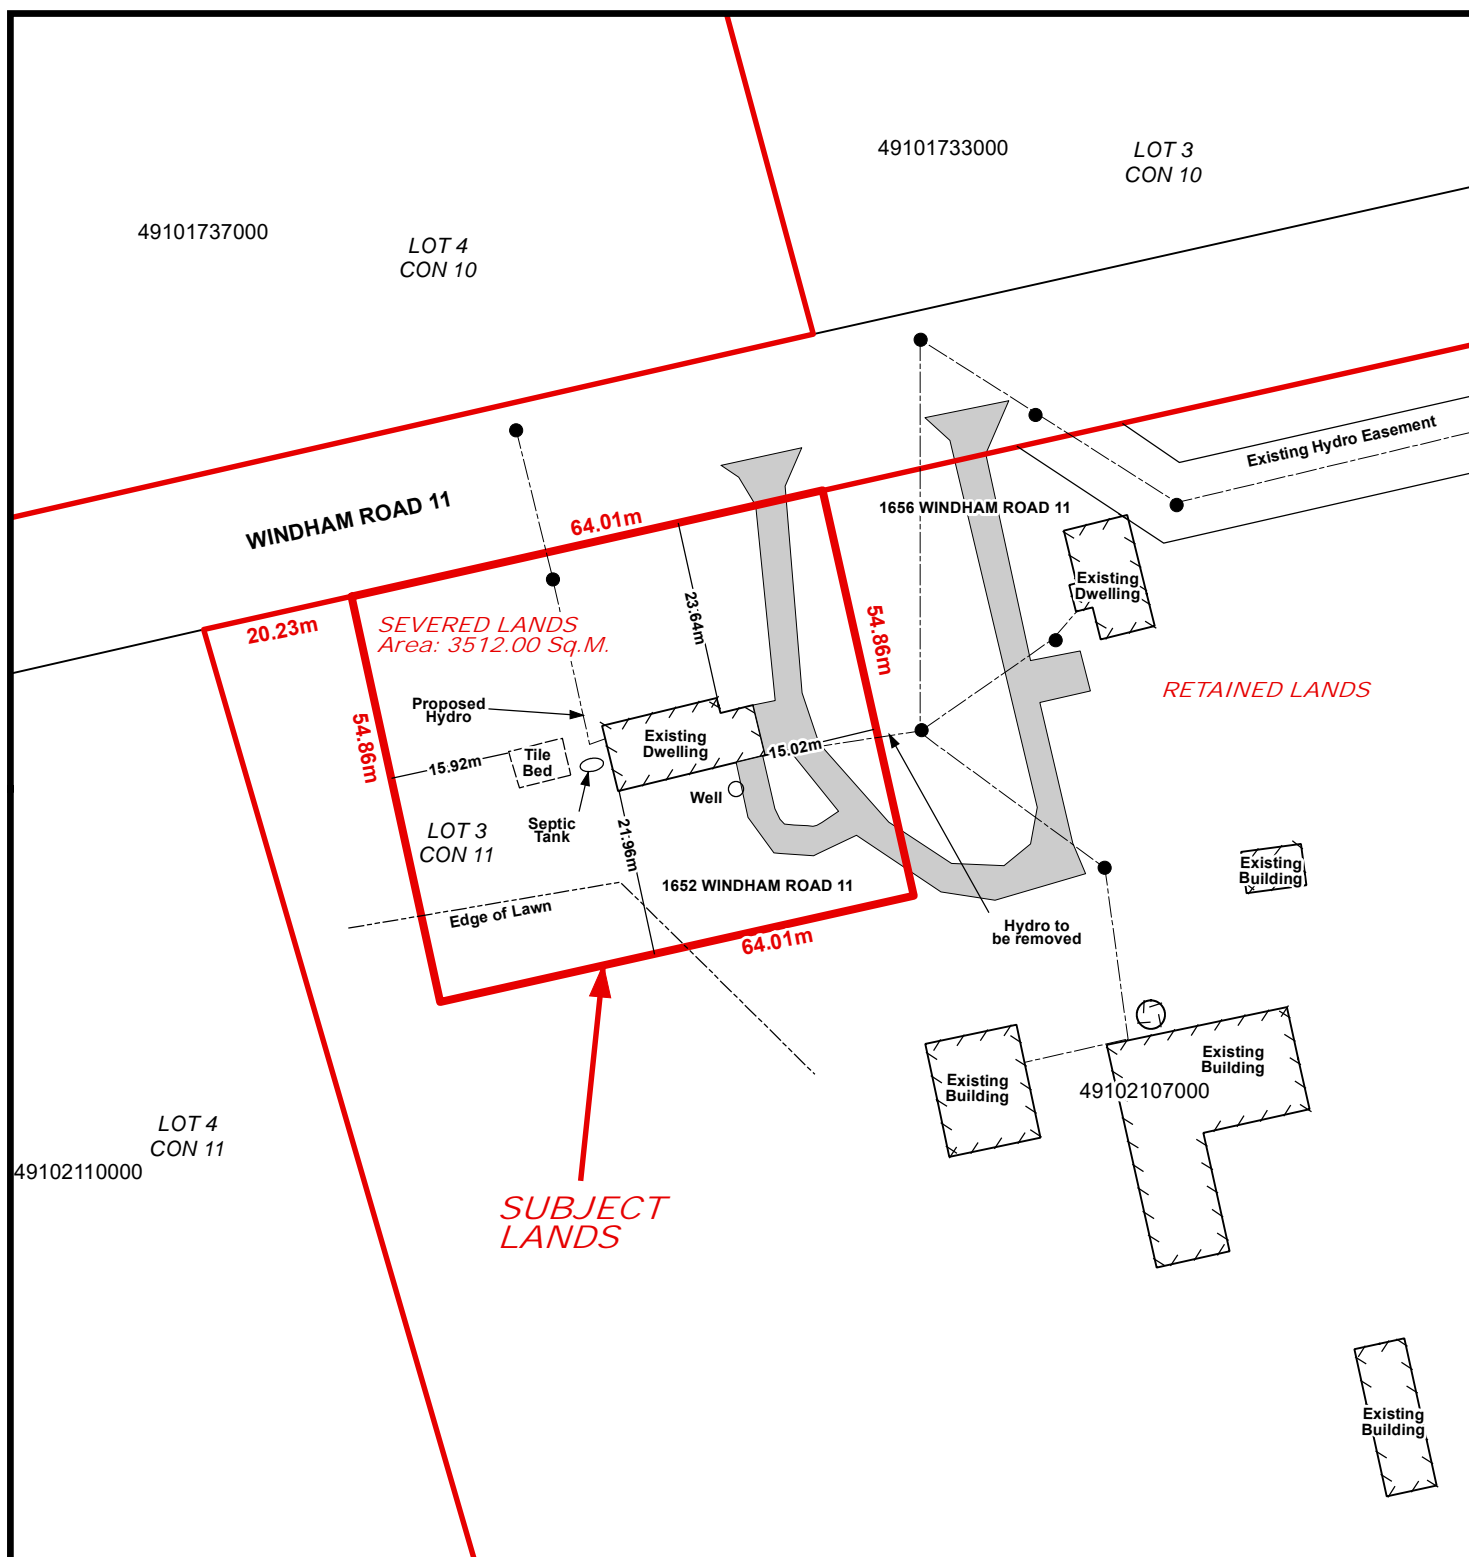 49101733000
LOT 3
CON 10
49101737000
LOT 4
CON 10
Existing Hydro Easement
WINDHAM ROAD 11
64.01m
1656 WINDHAM ROAD 11
Existing
Dwelling
20.23m
SEVERED LANDS
Area: 3512.00 Sq.M.
23.64m
54.86m
RETAINED LANDS
Proposed
Hydro
54.86m
Existing
Dwelling
15.02m
15.92m
Tile
Bed
Well
Septic
Tank
21.96m
LOT 3
CON 11
1652 WINDHAM ROAD 11
Existing
Building
Edge of Lawn
64.01m
Hydro to
be removed
Existing
Building
Existing
Building
49102107000
LOT 4
CON 11
49102110000
SUBJECT
LANDS
Existing
Building